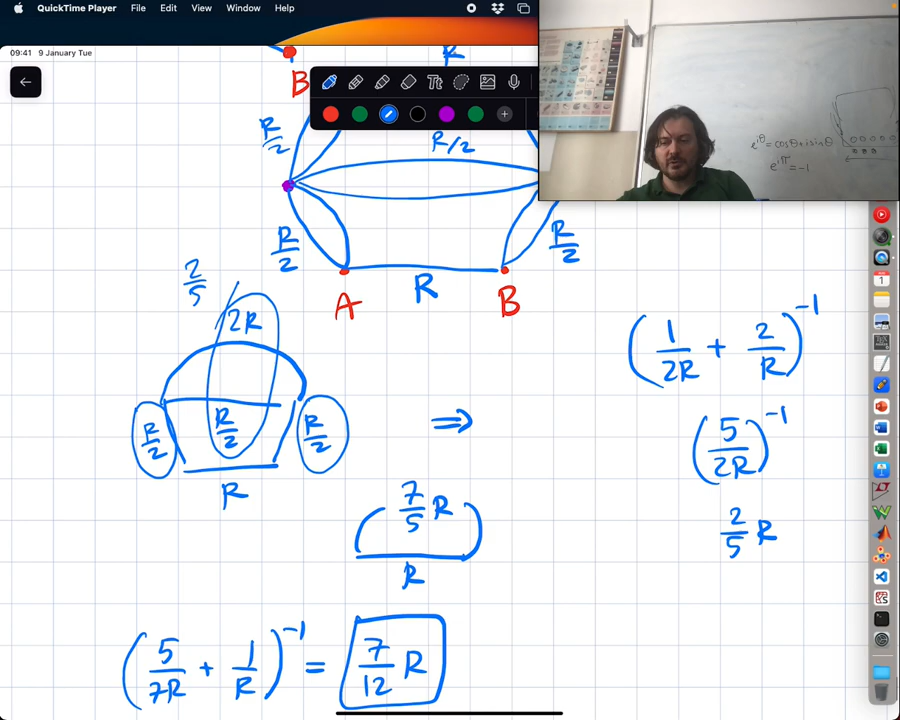 QuickTime Player File Edit View Window Help
09:41 9 January Tue
B
R/2
R/2
R/2
R/2
A
R
B
2/5
2R
R/2
R/2
R/2
R
⇒
7/5 R
R
(5/7R + 1/R)⁻¹ = 7/12 R
(1/2R + 2/R)⁻¹
(5/2R)⁻¹
2/5 R
e^iθ = cosθ + i sinθ
e^iπ = -1